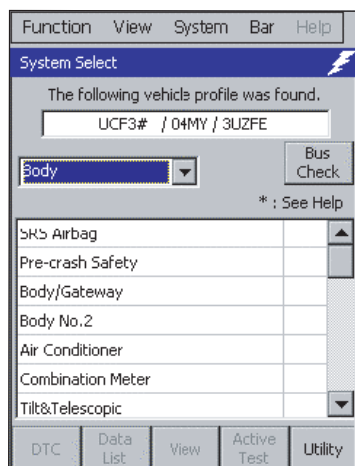 Function View System Bar Help
System Select
The following vehicle profile was found.
UCF3# / 04MY / 3UZFE
Body
Bus
Check
* : See Help
SRS Airbag
Pre-crash Safety
Body/Gateway
Body No.2
Air Conditioner
Combination Meter
Tilt&Telescopic
DTC Data List View Active Test Utility